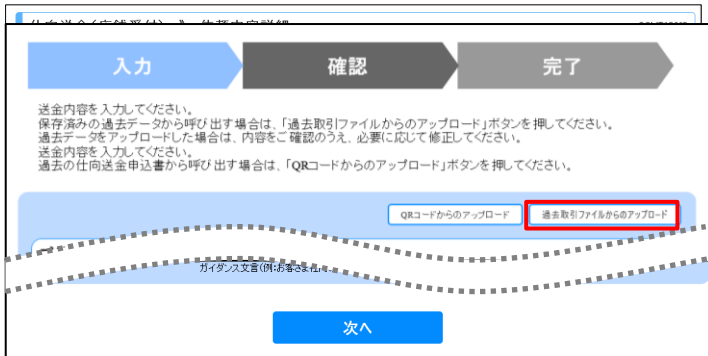 入力
確認
完了
送金内容を入力してください。
保存済みの過去データから呼び出す場合は、「過去取引ファイルからのアップロード」ボタンを押してください。
過去データをアップロードした場合は、内容をご確認のうえ、必要に応じて修正してください。
送金内容を入力してください。
過去の仕向送金申込書から呼び出す場合は、「QRコードからのアップロード」ボタンを押してください。
QRコードからのアップロード
過去取引ファイルからのアップロード
ガイダンス文言(例:お客さま
次へ